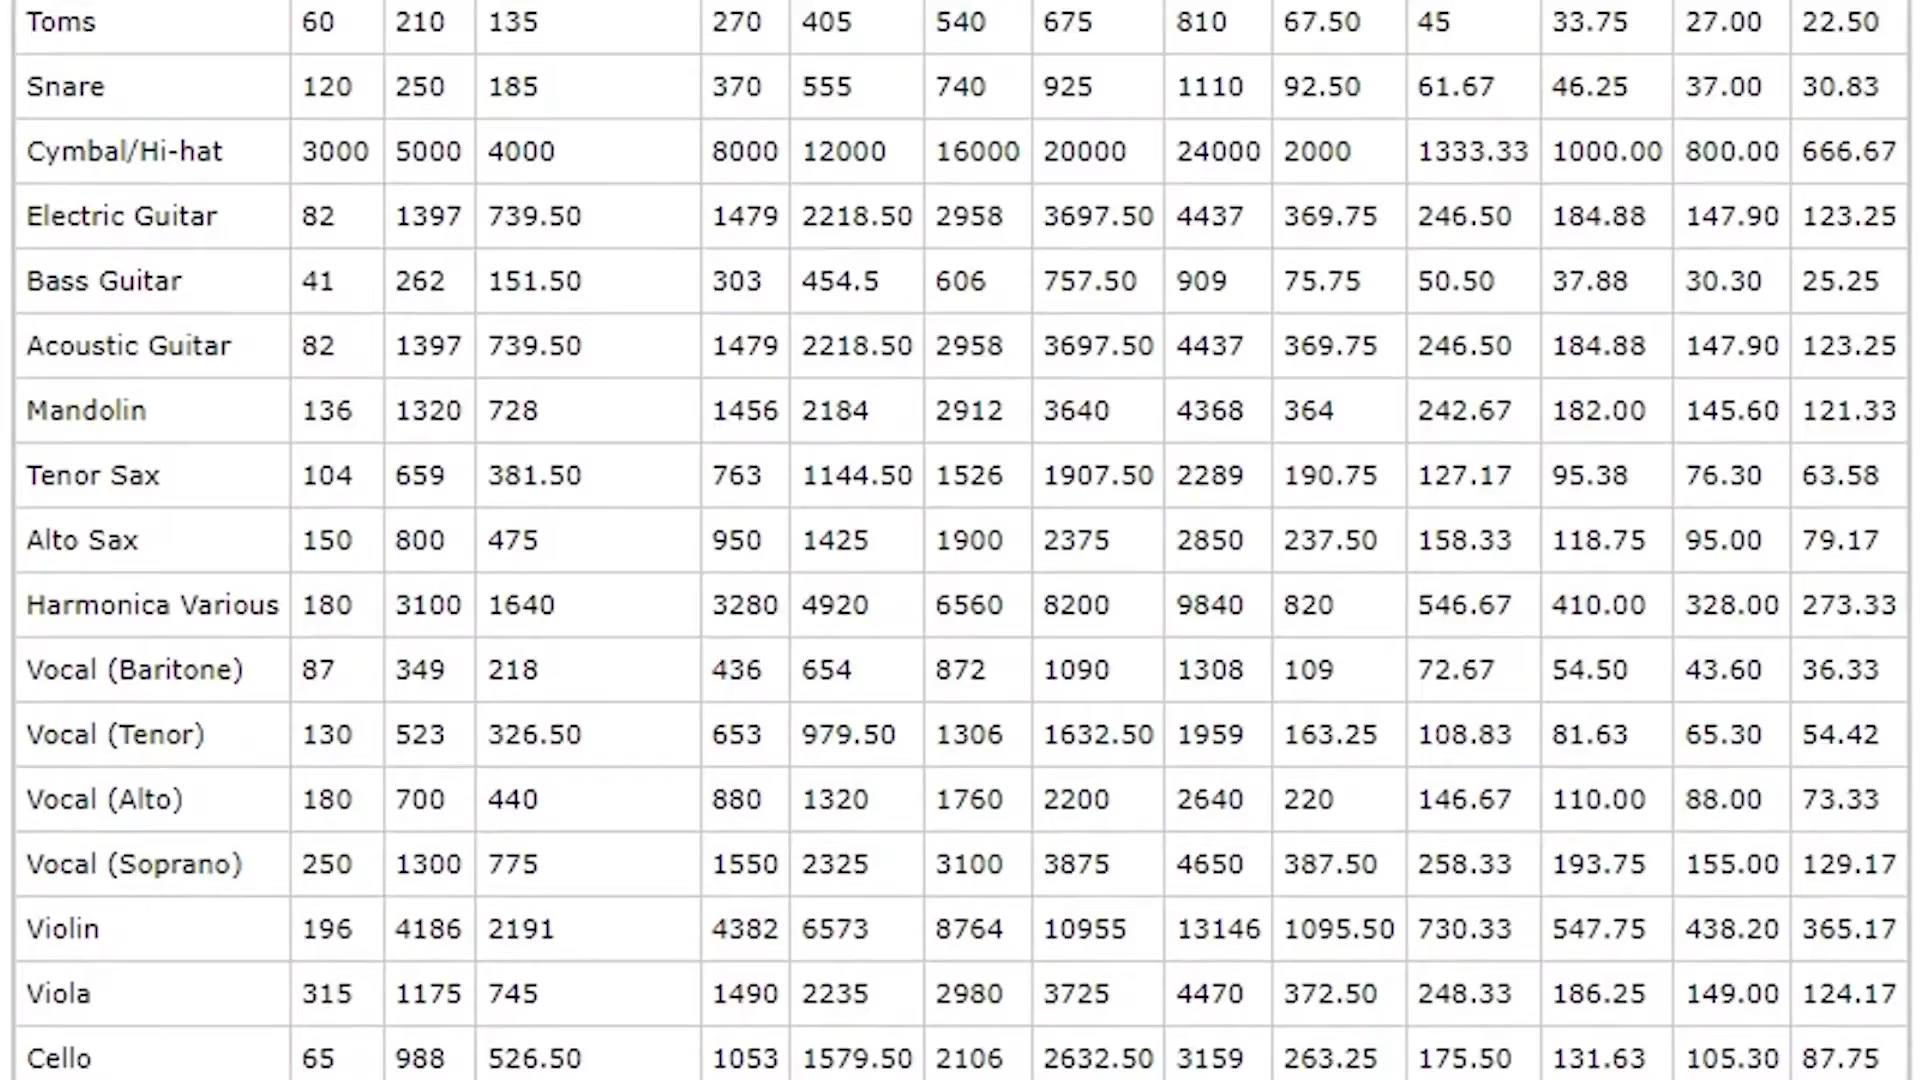 Toms 60 210 135 270 405 540 675 810 67.50 45 33.75 27.00 22.50
Snare 120 250 185 370 555 740 925 1110 92.50 61.67 46.25 37.00 30.83
Cymbal/Hi-hat 3000 5000 4000 8000 12000 16000 20000 24000 2000 1333.33 1000.00 800.00 666.67
Electric Guitar 82 1397 739.50 1479 2218.50 2958 3697.50 4437 369.75 246.50 184.88 147.90 123.25
Bass Guitar 41 262 151.50 303 454.5 606 757.50 909 75.75 50.50 37.88 30.30 25.25
Acoustic Guitar 82 1397 739.50 1479 2218.50 2958 3697.50 4437 369.75 246.50 184.88 147.90 123.25
Mandolin 136 1320 728 1456 2184 2912 3640 4368 364 242.67 182.00 145.60 121.33
Tenor Sax 104 659 381.50 763 1144.50 1526 1907.50 2289 190.75 127.17 95.38 76.30 63.58
Alto Sax 150 800 475 950 1425 1900 2375 2850 237.50 158.33 118.75 95.00 79.17
Harmonica Various 180 3100 1640 3280 4920 6560 8200 9840 820 546.67 410.00 328.00 273.33
Vocal (Baritone) 87 349 218 436 654 872 1090 1308 109 72.67 54.50 43.60 36.33
Vocal (Tenor) 130 523 326.50 653 979.50 1306 1632.50 1959 163.25 108.83 81.63 65.30 54.42
Vocal (Alto) 180 700 440 880 1320 1760 2200 2640 220 146.67 110.00 88.00 73.33
Vocal (Soprano) 250 1300 775 1550 2325 3100 3875 4650 387.50 258.33 193.75 155.00 129.17
Violin 196 4186 2191 4382 6573 8764 10955 13146 1095.50 730.33 547.75 438.20 365.17
Viola 315 1175 745 1490 2235 2980 3725 4470 372.50 248.33 186.25 149.00 124.17
Cello 65 988 526.50 1053 1579.50 2106 2632.50 3159 263.25 175.50 131.63 105.30 87.75